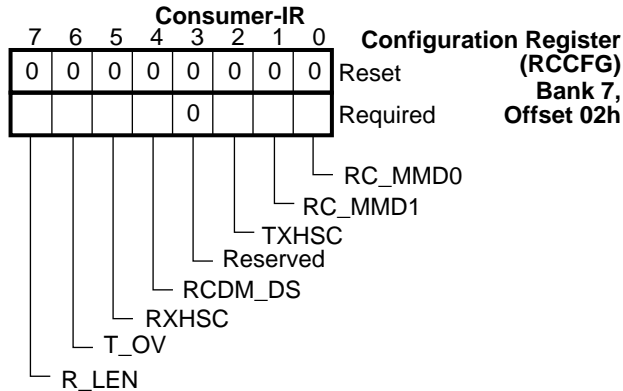 Consumer-IR
7 6 5 4 3 2 1 0
Configuration Register
(RCCFG)
Bank 7,
Offset 02h
0 0 0 0 0 0 0 0 Reset
0 Required
RC_MMD0
RC_MMD1
TXHSC
Reserved
RCDM_DS
RXHSC
T_OV
R_LEN